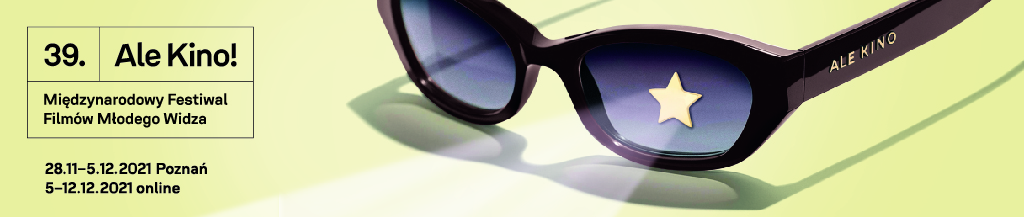 39. Ale Kino!
Międzynarodowy Festiwal
Filmów Młodego Widza
28.11–5.12.2021 Poznań
5–12.12.2021 online
ALE KINO